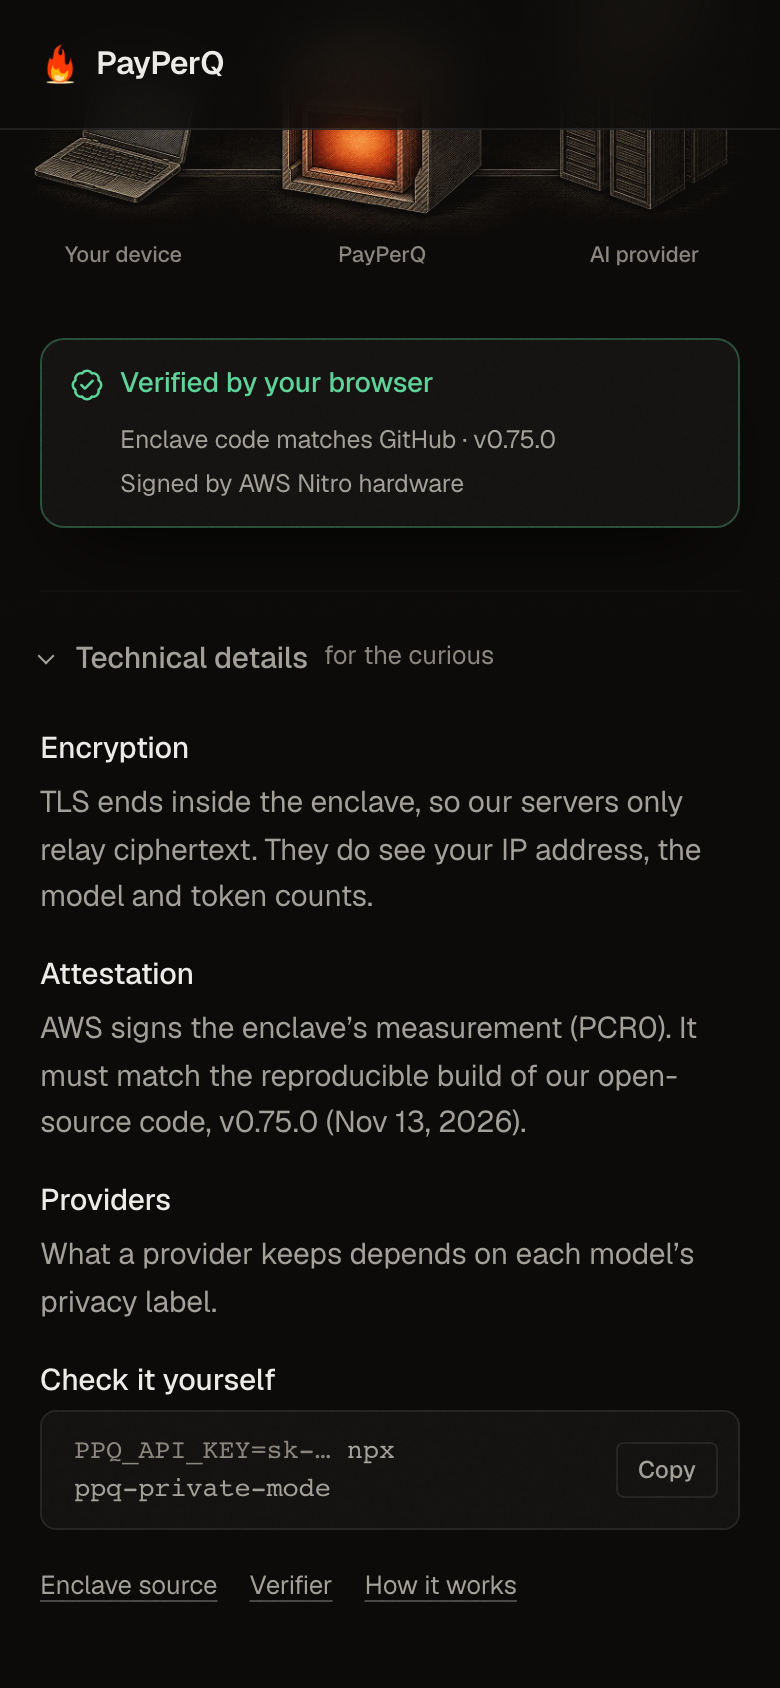 PayPerQ
Your device
PayPerQ
AI provider
Verified by your browser
Enclave code matches GitHub · v0.75.0
Signed by AWS Nitro hardware
Technical details for the curious
Encryption
TLS ends inside the enclave, so our servers only
relay ciphertext. They do see your IP address, the
model and token counts.
Attestation
AWS signs the enclave’s measurement (PCR0). It
must match the reproducible build of our open-
source code, v0.75.0 (Nov 13, 2026).
Providers
What a provider keeps depends on each model’s
privacy label.
Check it yourself
PPQ_API_KEY=sk-… npx
ppq-private-mode
Copy
Enclave source Verifier How it works